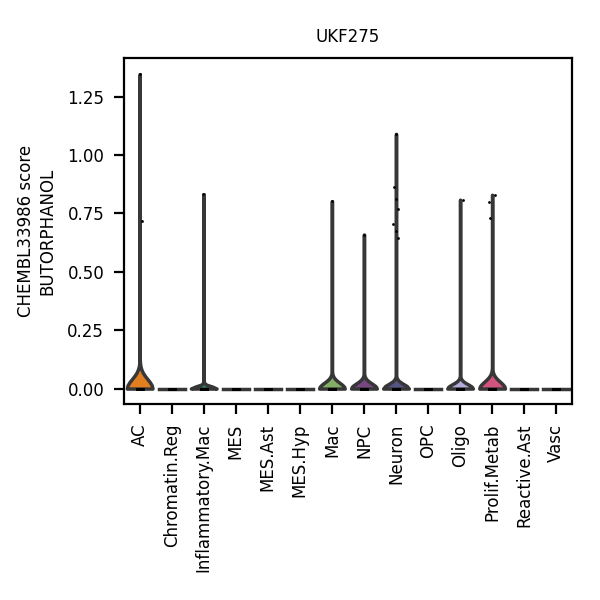 UKF275
CHEMBL33986 score
BUTORPHANOL
1.25
1.00
0.75
0.50
0.25
0.00
AC
Chromatin.Reg
Inflammatory.Mac
MES
MES.Ast
MES.Hyp
Mac
NPC
Neuron
OPC
Oligo
Prolif.Metab
Reactive.Ast
Vasc